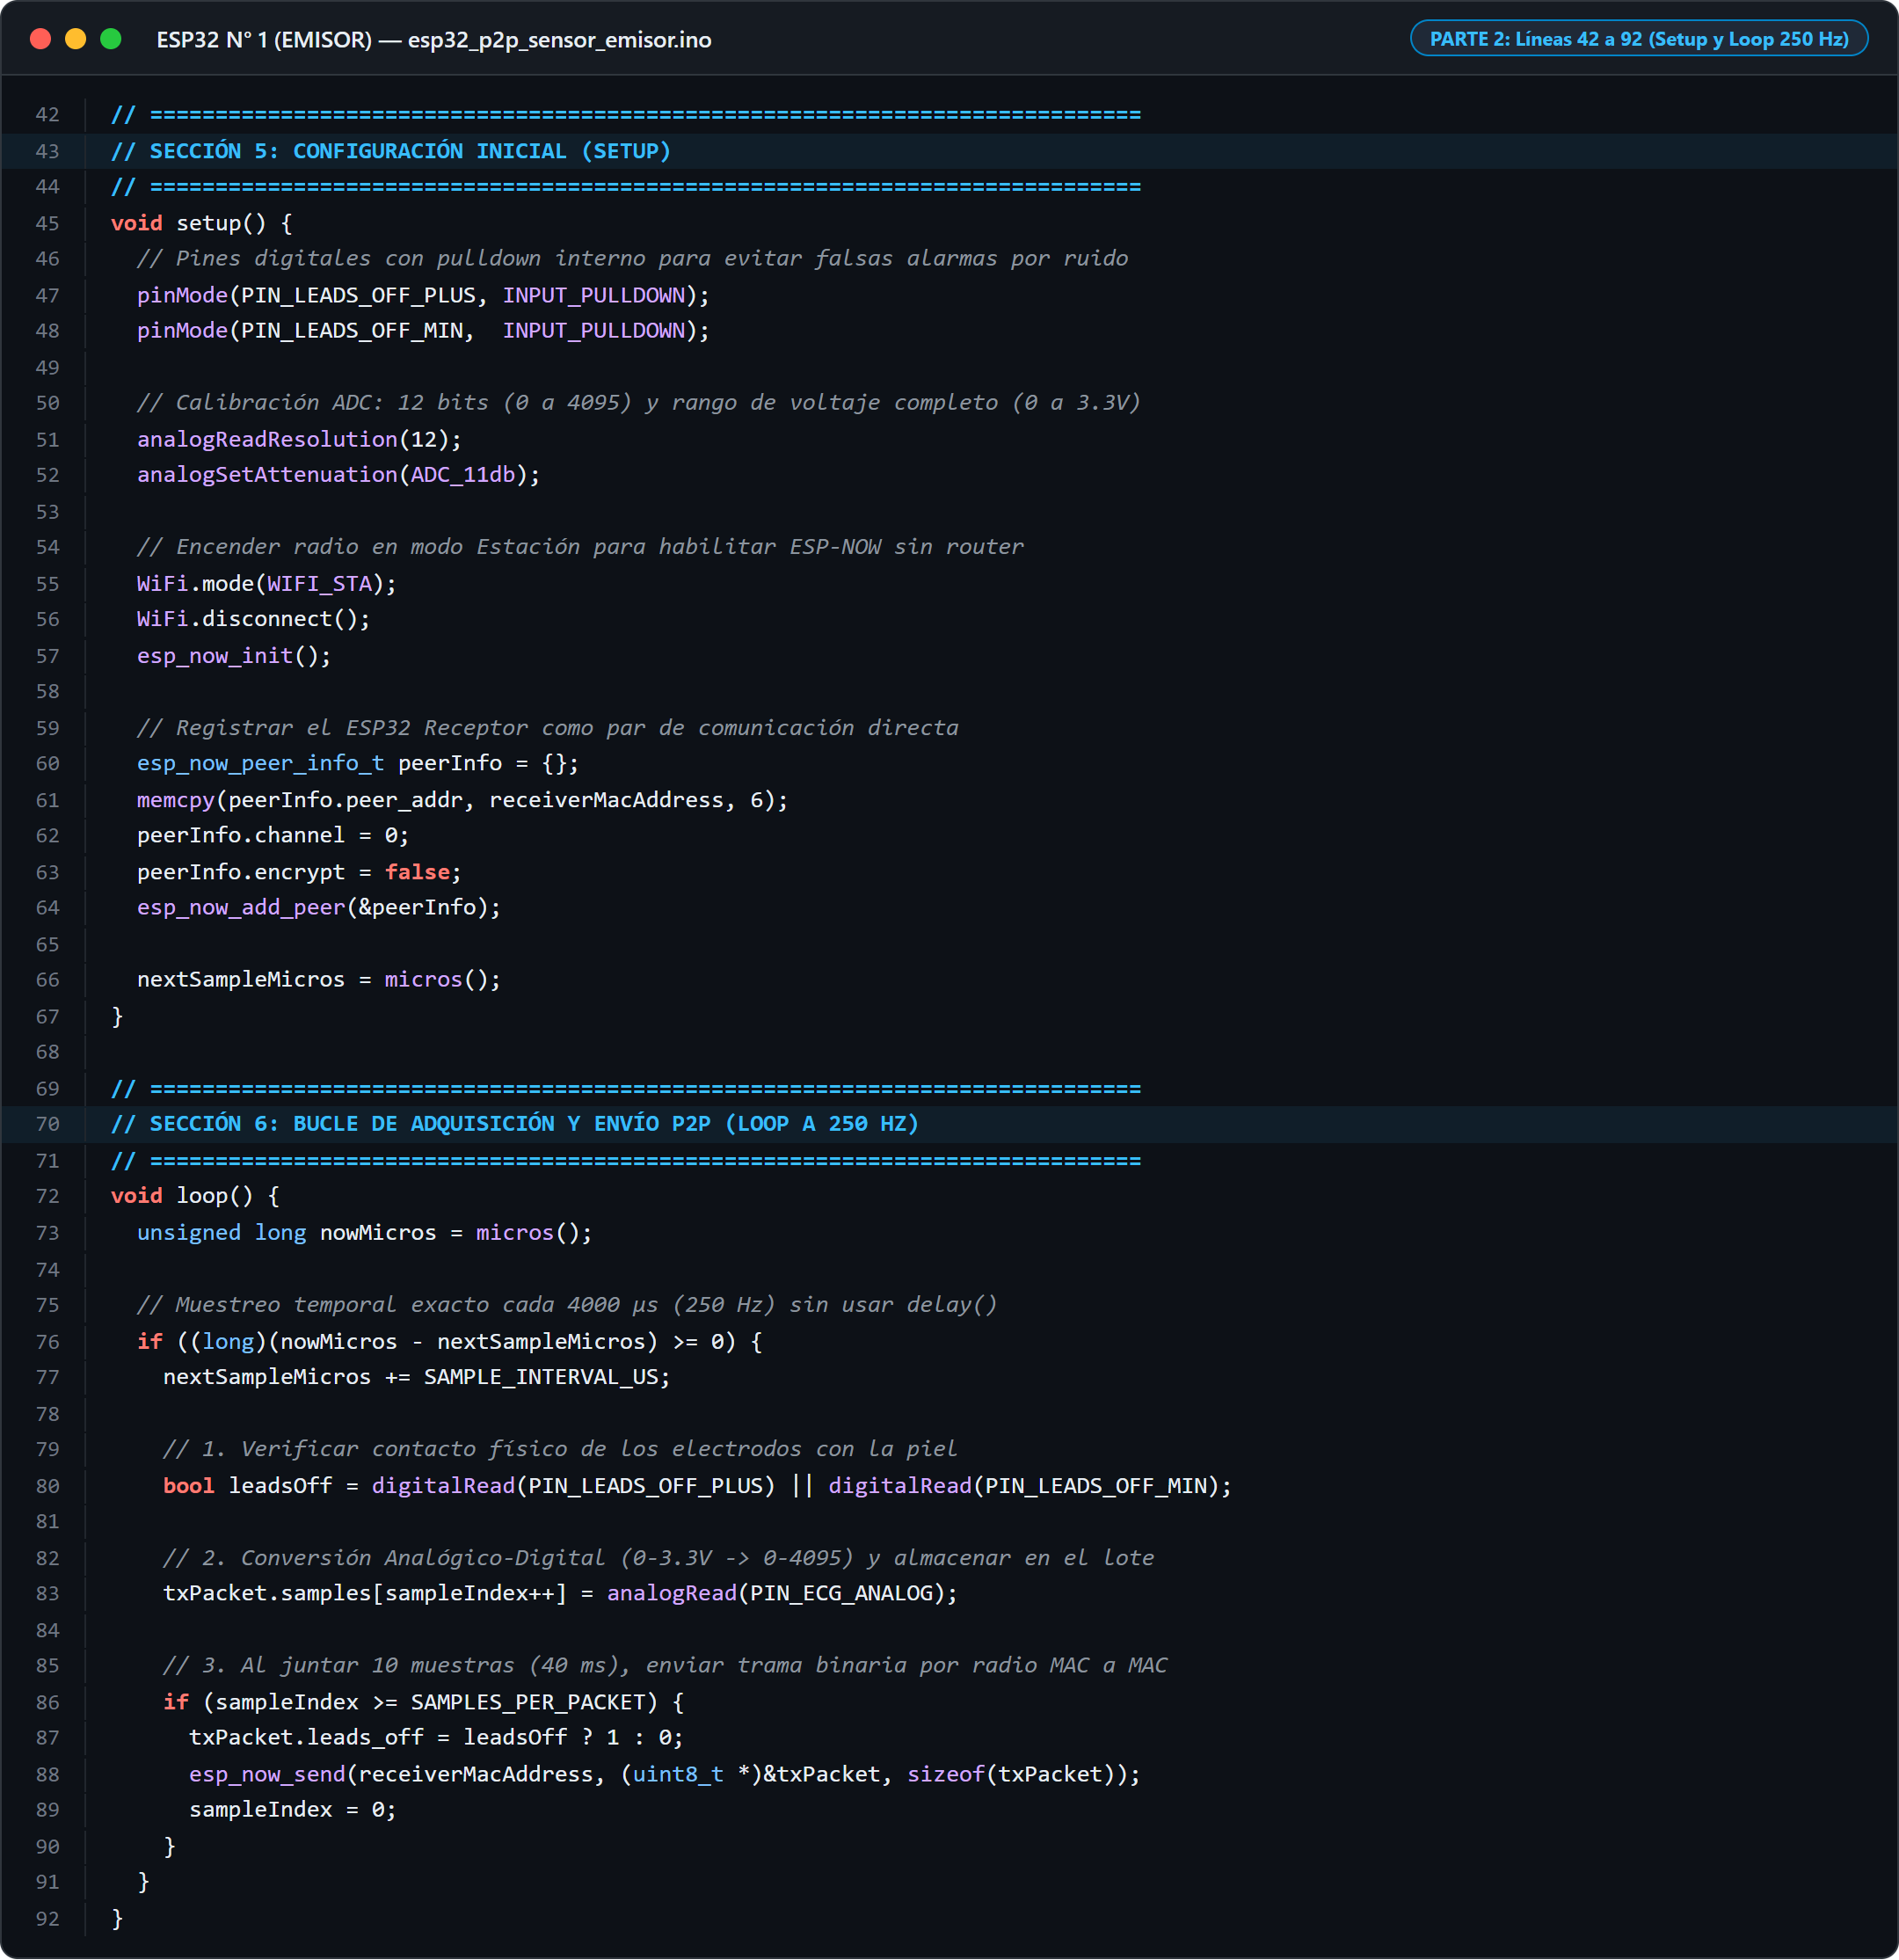 ESP32 N° 1 (EMISOR) — esp32_p2p_sensor_emisor.ino
PARTE 2: Líneas 42 a 92 (Setup y Loop 250 Hz)
42 // ============================================================================
43 // SECCIÓN 5: CONFIGURACIÓN INICIAL (SETUP)
44 // ============================================================================
45 void setup() {
46   // Pines digitales con pulldown interno para evitar falsas alarmas por ruido
47   pinMode(PIN_LEADS_OFF_PLUS, INPUT_PULLDOWN);
48   pinMode(PIN_LEADS_OFF_MIN,  INPUT_PULLDOWN);
49
50   // Calibración ADC: 12 bits (0 a 4095) y rango de voltaje completo (0 a 3.3V)
51   analogReadResolution(12);
52   analogSetAttenuation(ADC_11db);
53
54   // Encender radio en modo Estación para habilitar ESP-NOW sin router
55   WiFi.mode(WIFI_STA);
56   WiFi.disconnect();
57   esp_now_init();
58
59   // Registrar el ESP32 Receptor como par de comunicación directa
60   esp_now_peer_info_t peerInfo = {};
61   memcpy(peerInfo.peer_addr, receiverMacAddress, 6);
62   peerInfo.channel = 0;
63   peerInfo.encrypt = false;
64   esp_now_add_peer(&peerInfo);
65
66   nextSampleMicros = micros();
67 }
68
69 // ============================================================================
70 // SECCIÓN 6: BUCLE DE ADQUISICIÓN Y ENVÍO P2P (LOOP A 250 HZ)
71 // ============================================================================
72 void loop() {
73   unsigned long nowMicros = micros();
74
75   // Muestreo temporal exacto cada 4000 µs (250 Hz) sin usar delay()
76   if ((long)(nowMicros - nextSampleMicros) >= 0) {
77     nextSampleMicros += SAMPLE_INTERVAL_US;
78
79     // 1. Verificar contacto físico de los electrodos con la piel
80     bool leadsOff = digitalRead(PIN_LEADS_OFF_PLUS) || digitalRead(PIN_LEADS_OFF_MIN);
81
82     // 2. Conversión Analógico-Digital (0-3.3V -> 0-4095) y almacenar en el lote
83     txPacket.samples[sampleIndex++] = analogRead(PIN_ECG_ANALOG);
84
85     // 3. Al juntar 10 muestras (40 ms), enviar trama binaria por radio MAC a MAC
86     if (sampleIndex >= SAMPLES_PER_PACKET) {
87       txPacket.leads_off = leadsOff ? 1 : 0;
88       esp_now_send(receiverMacAddress, (uint8_t *)&txPacket, sizeof(txPacket));
89       sampleIndex = 0;
90     }
91   }
92 }